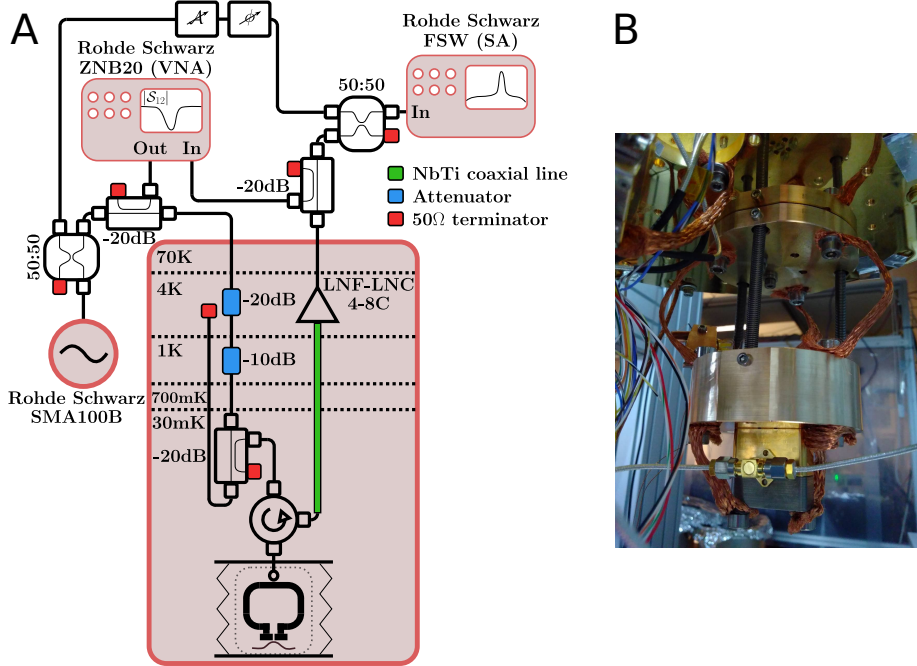 A
B
A
ϕ
Rohde Schwarz
ZNB20 (VNA)
Rohde Schwarz
FSW (SA)
|S12|
50:50
In
Out In
-20dB
NbTi coaxial line
Attenuator
50Ω terminator
-20dB
50:50
70K
4K
-20dB
LNF-LNC
4-8C
1K
-10dB
Rohde Schwarz
SMA100B
700mK
30mK
-20dB